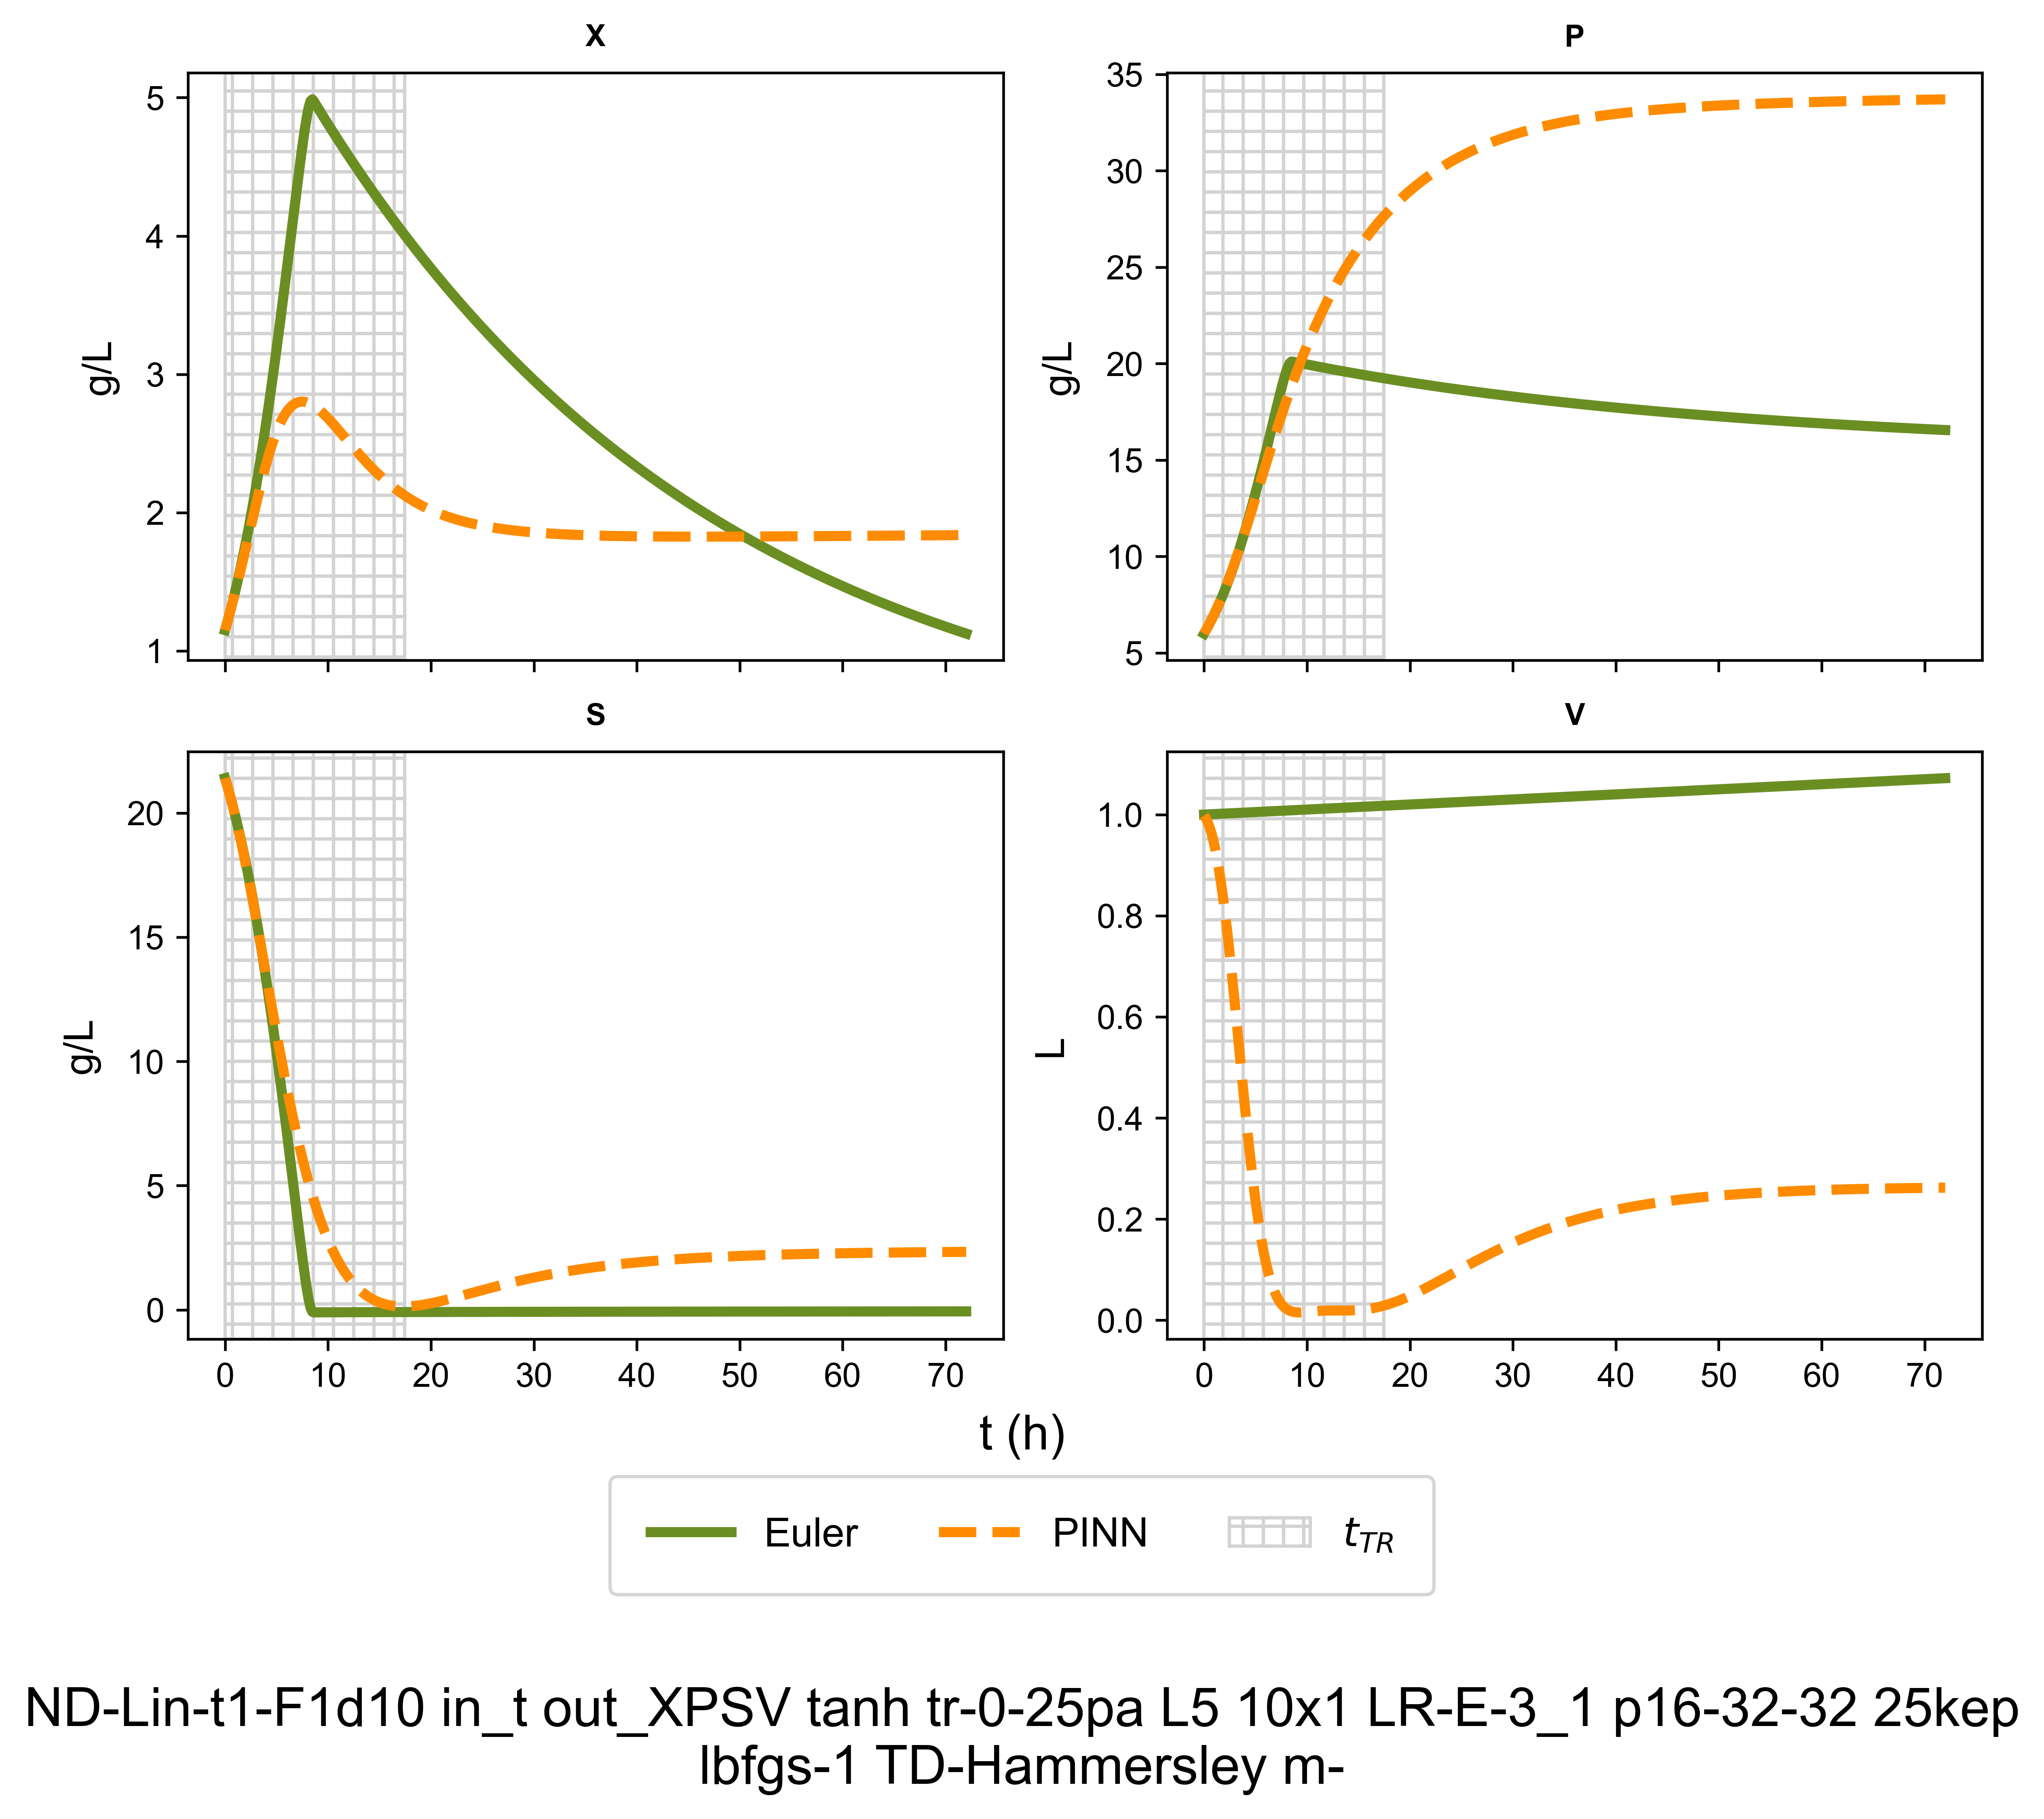 X
P
5
4
3
2
1
g/L
35
30
25
20
15
10
5
g/L
S
V
20
15
10
5
0
g/L
1.0
0.8
0.6
0.4
0.2
0.0
L
0 10 20 30 40 50 60 70
0 10 20 30 40 50 60 70
t (h)
Euler PINN t_TR
ND-Lin-t1-F1d10 in_t out_XPSV tanh tr-0-25pa L5 10x1 LR-E-3_1 p16-32-32 25kep
lbfgs-1 TD-Hammersley m-